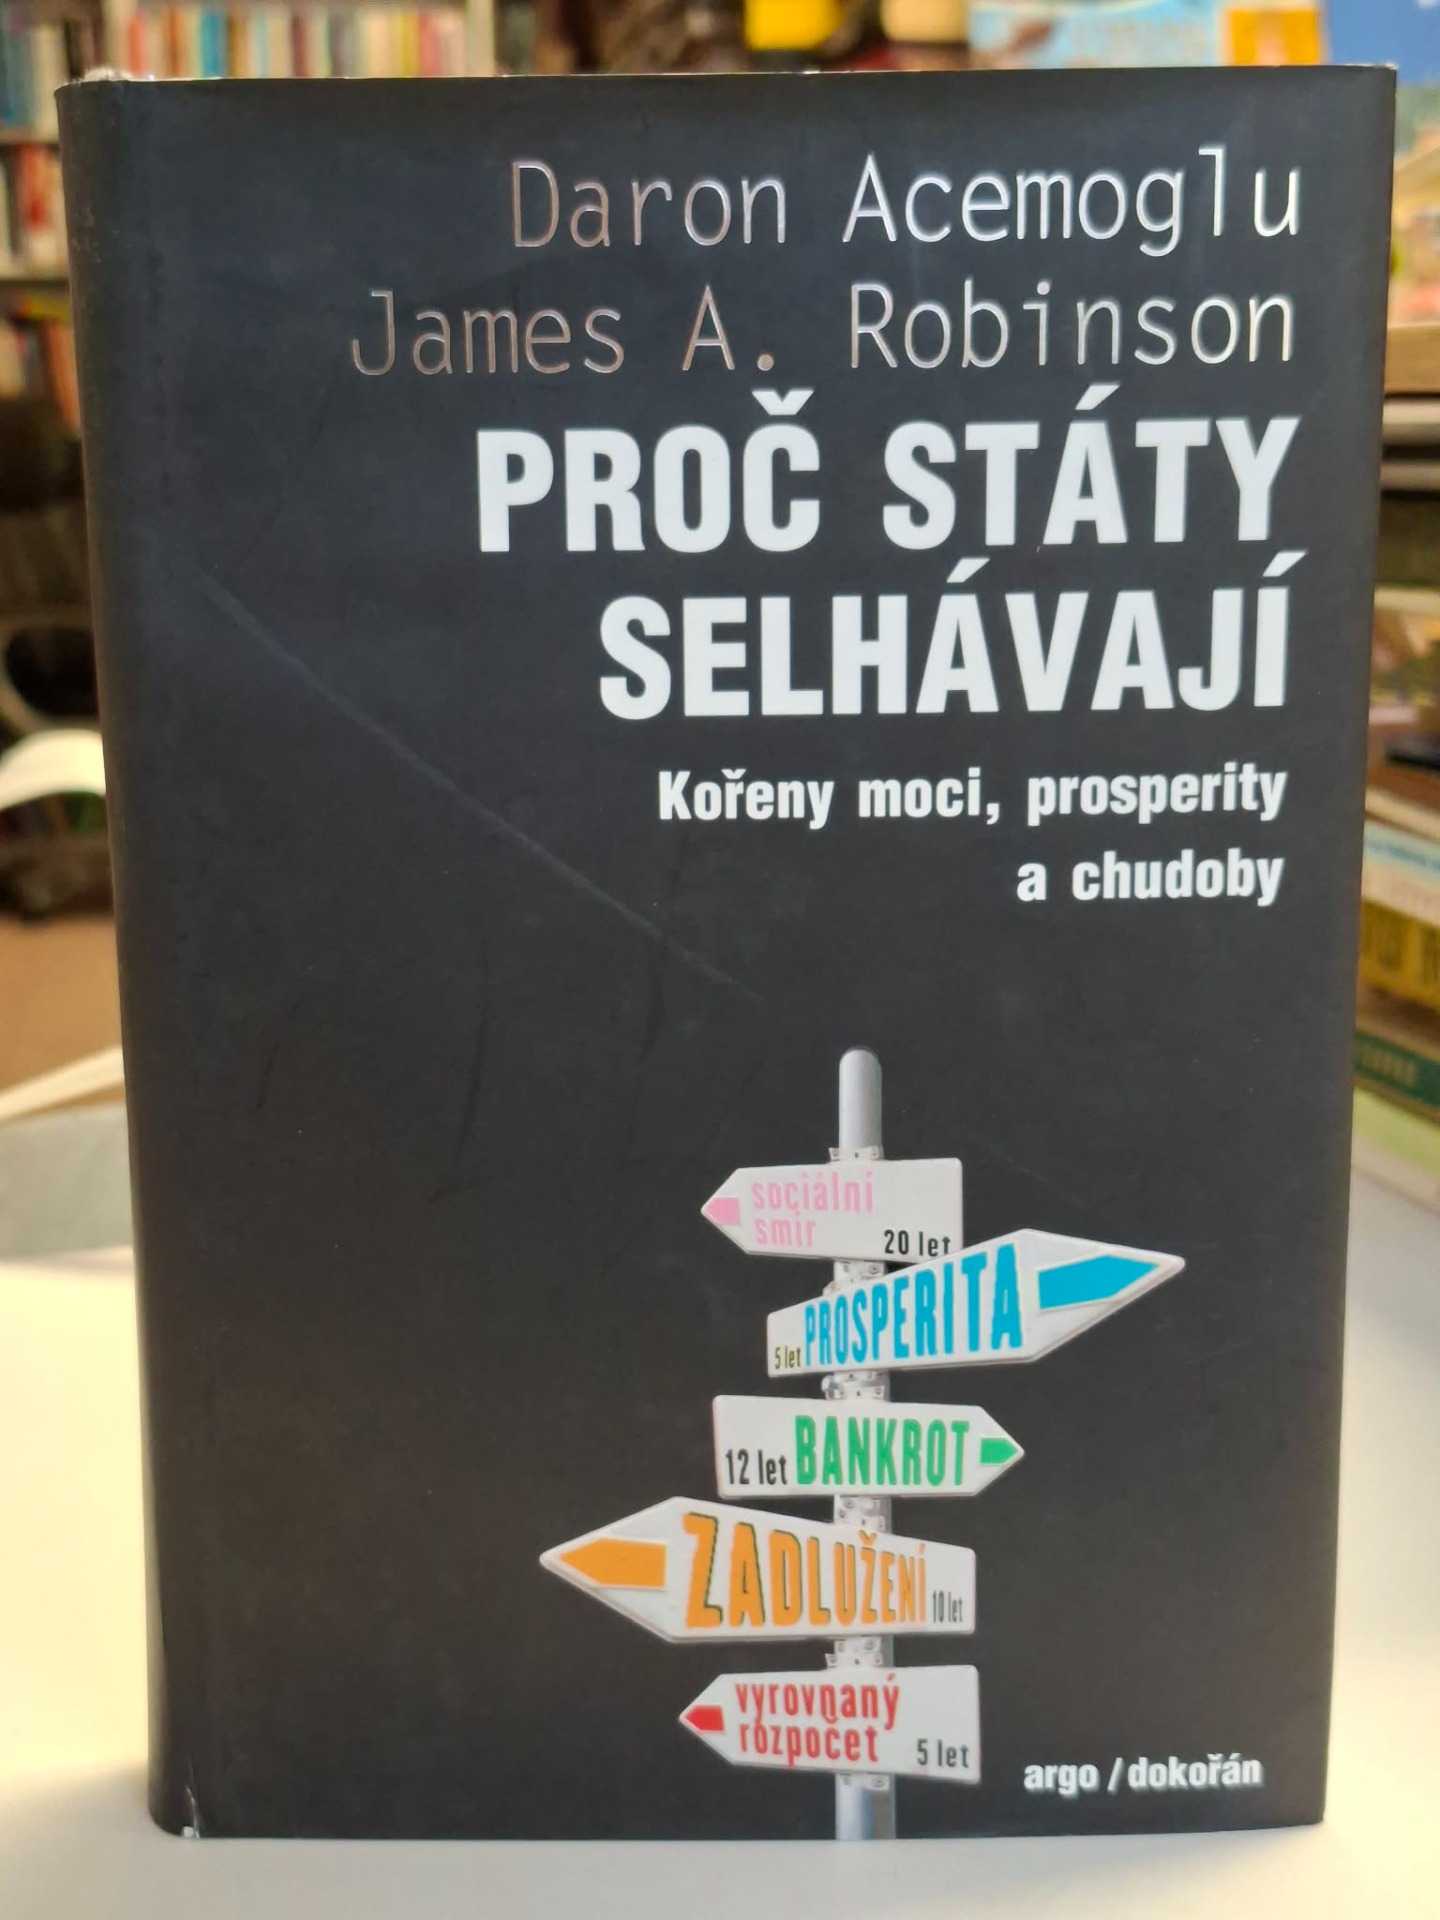 Daron Acemoglu
James A. Robinson
PROČ STÁTY
SELHÁVAJÍ
Kořeny moci, prosperity
a chudoby
sociální
smír
20 let
5 let PROSPERITA
12 let BANKROT
ZADLUŽENÍ 10 let
vyrovnaný
rozpočet
5 let
argo / dokořán